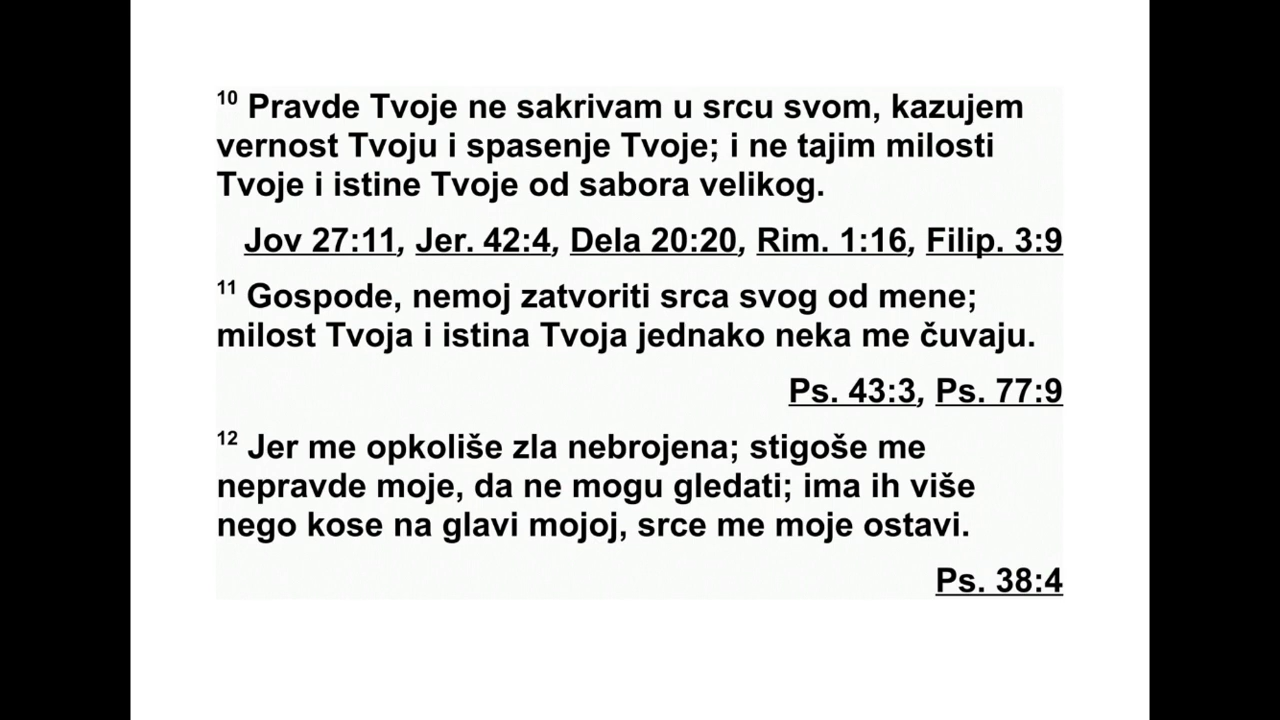 10 Pravde Tvoje ne sakrivam u srcu svom, kazujem
vernost Tvoju i spasenje Tvoje; i ne tajim milosti
Tvoje i istine Tvoje od sabora velikog.
Jov 27:11, Jer. 42:4, Dela 20:20, Rim. 1:16, Filip. 3:9
11 Gospode, nemoj zatvoriti srca svog od mene;
milost Tvoja i istina Tvoja jednako neka me čuvaju.
Ps. 43:3, Ps. 77:9
12 Jer me opkoliše zla nebrojena; stigoše me
nepravde moje, da ne mogu gledati; ima ih više
nego kose na glavi mojoj, srce me moje ostavi.
Ps. 38:4